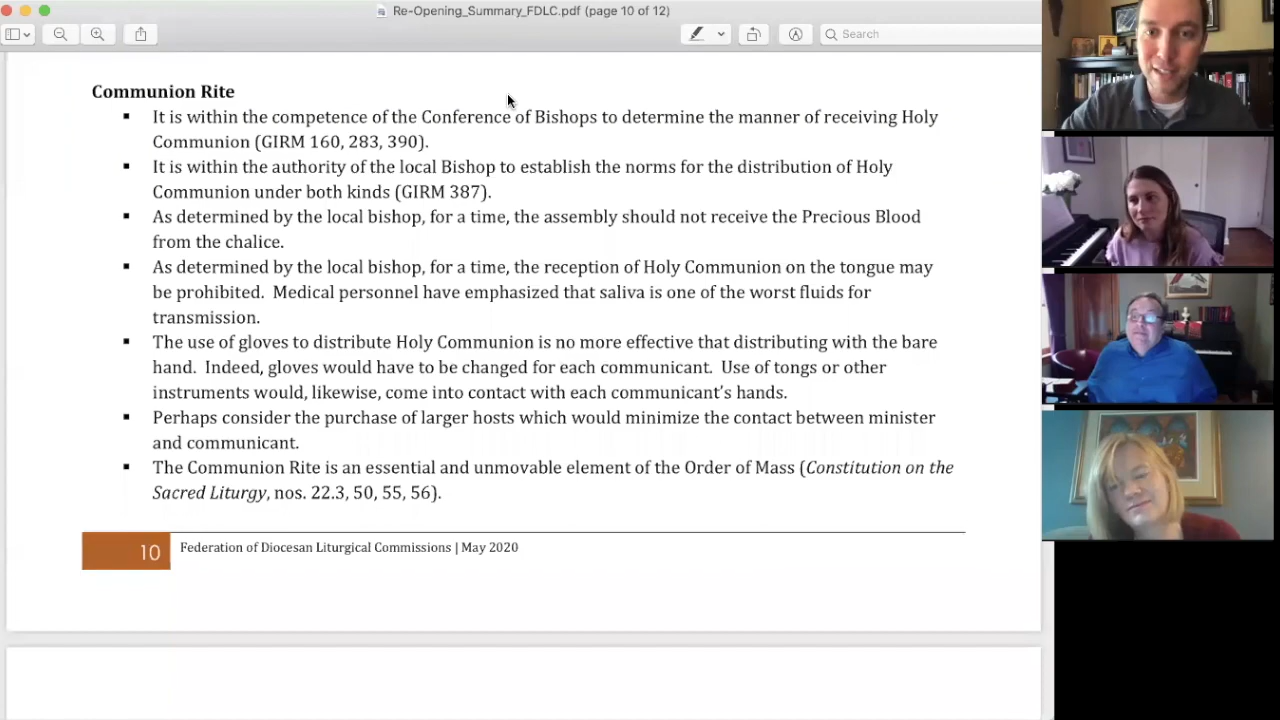 Re-Opening_Summary_FDLC.pdf (page 10 of 12)
Search
Communion Rite
▪ It is within the competence of the Conference of Bishops to determine the manner of receiving Holy
Communion (GIRM 160, 283, 390).
▪ It is within the authority of the local Bishop to establish the norms for the distribution of Holy
Communion under both kinds (GIRM 387).
▪ As determined by the local bishop, for a time, the assembly should not receive the Precious Blood
from the chalice.
▪ As determined by the local bishop, for a time, the reception of Holy Communion on the tongue may
be prohibited. Medical personnel have emphasized that saliva is one of the worst fluids for
transmission.
▪ The use of gloves to distribute Holy Communion is no more effective that distributing with the bare
hand. Indeed, gloves would have to be changed for each communicant. Use of tongs or other
instruments would, likewise, come into contact with each communicant's hands.
▪ Perhaps consider the purchase of larger hosts which would minimize the contact between minister
and communicant.
▪ The Communion Rite is an essential and unmovable element of the Order of Mass (Constitution on the
Sacred Liturgy, nos. 22.3, 50, 55, 56).
10 Federation of Diocesan Liturgical Commissions | May 2020